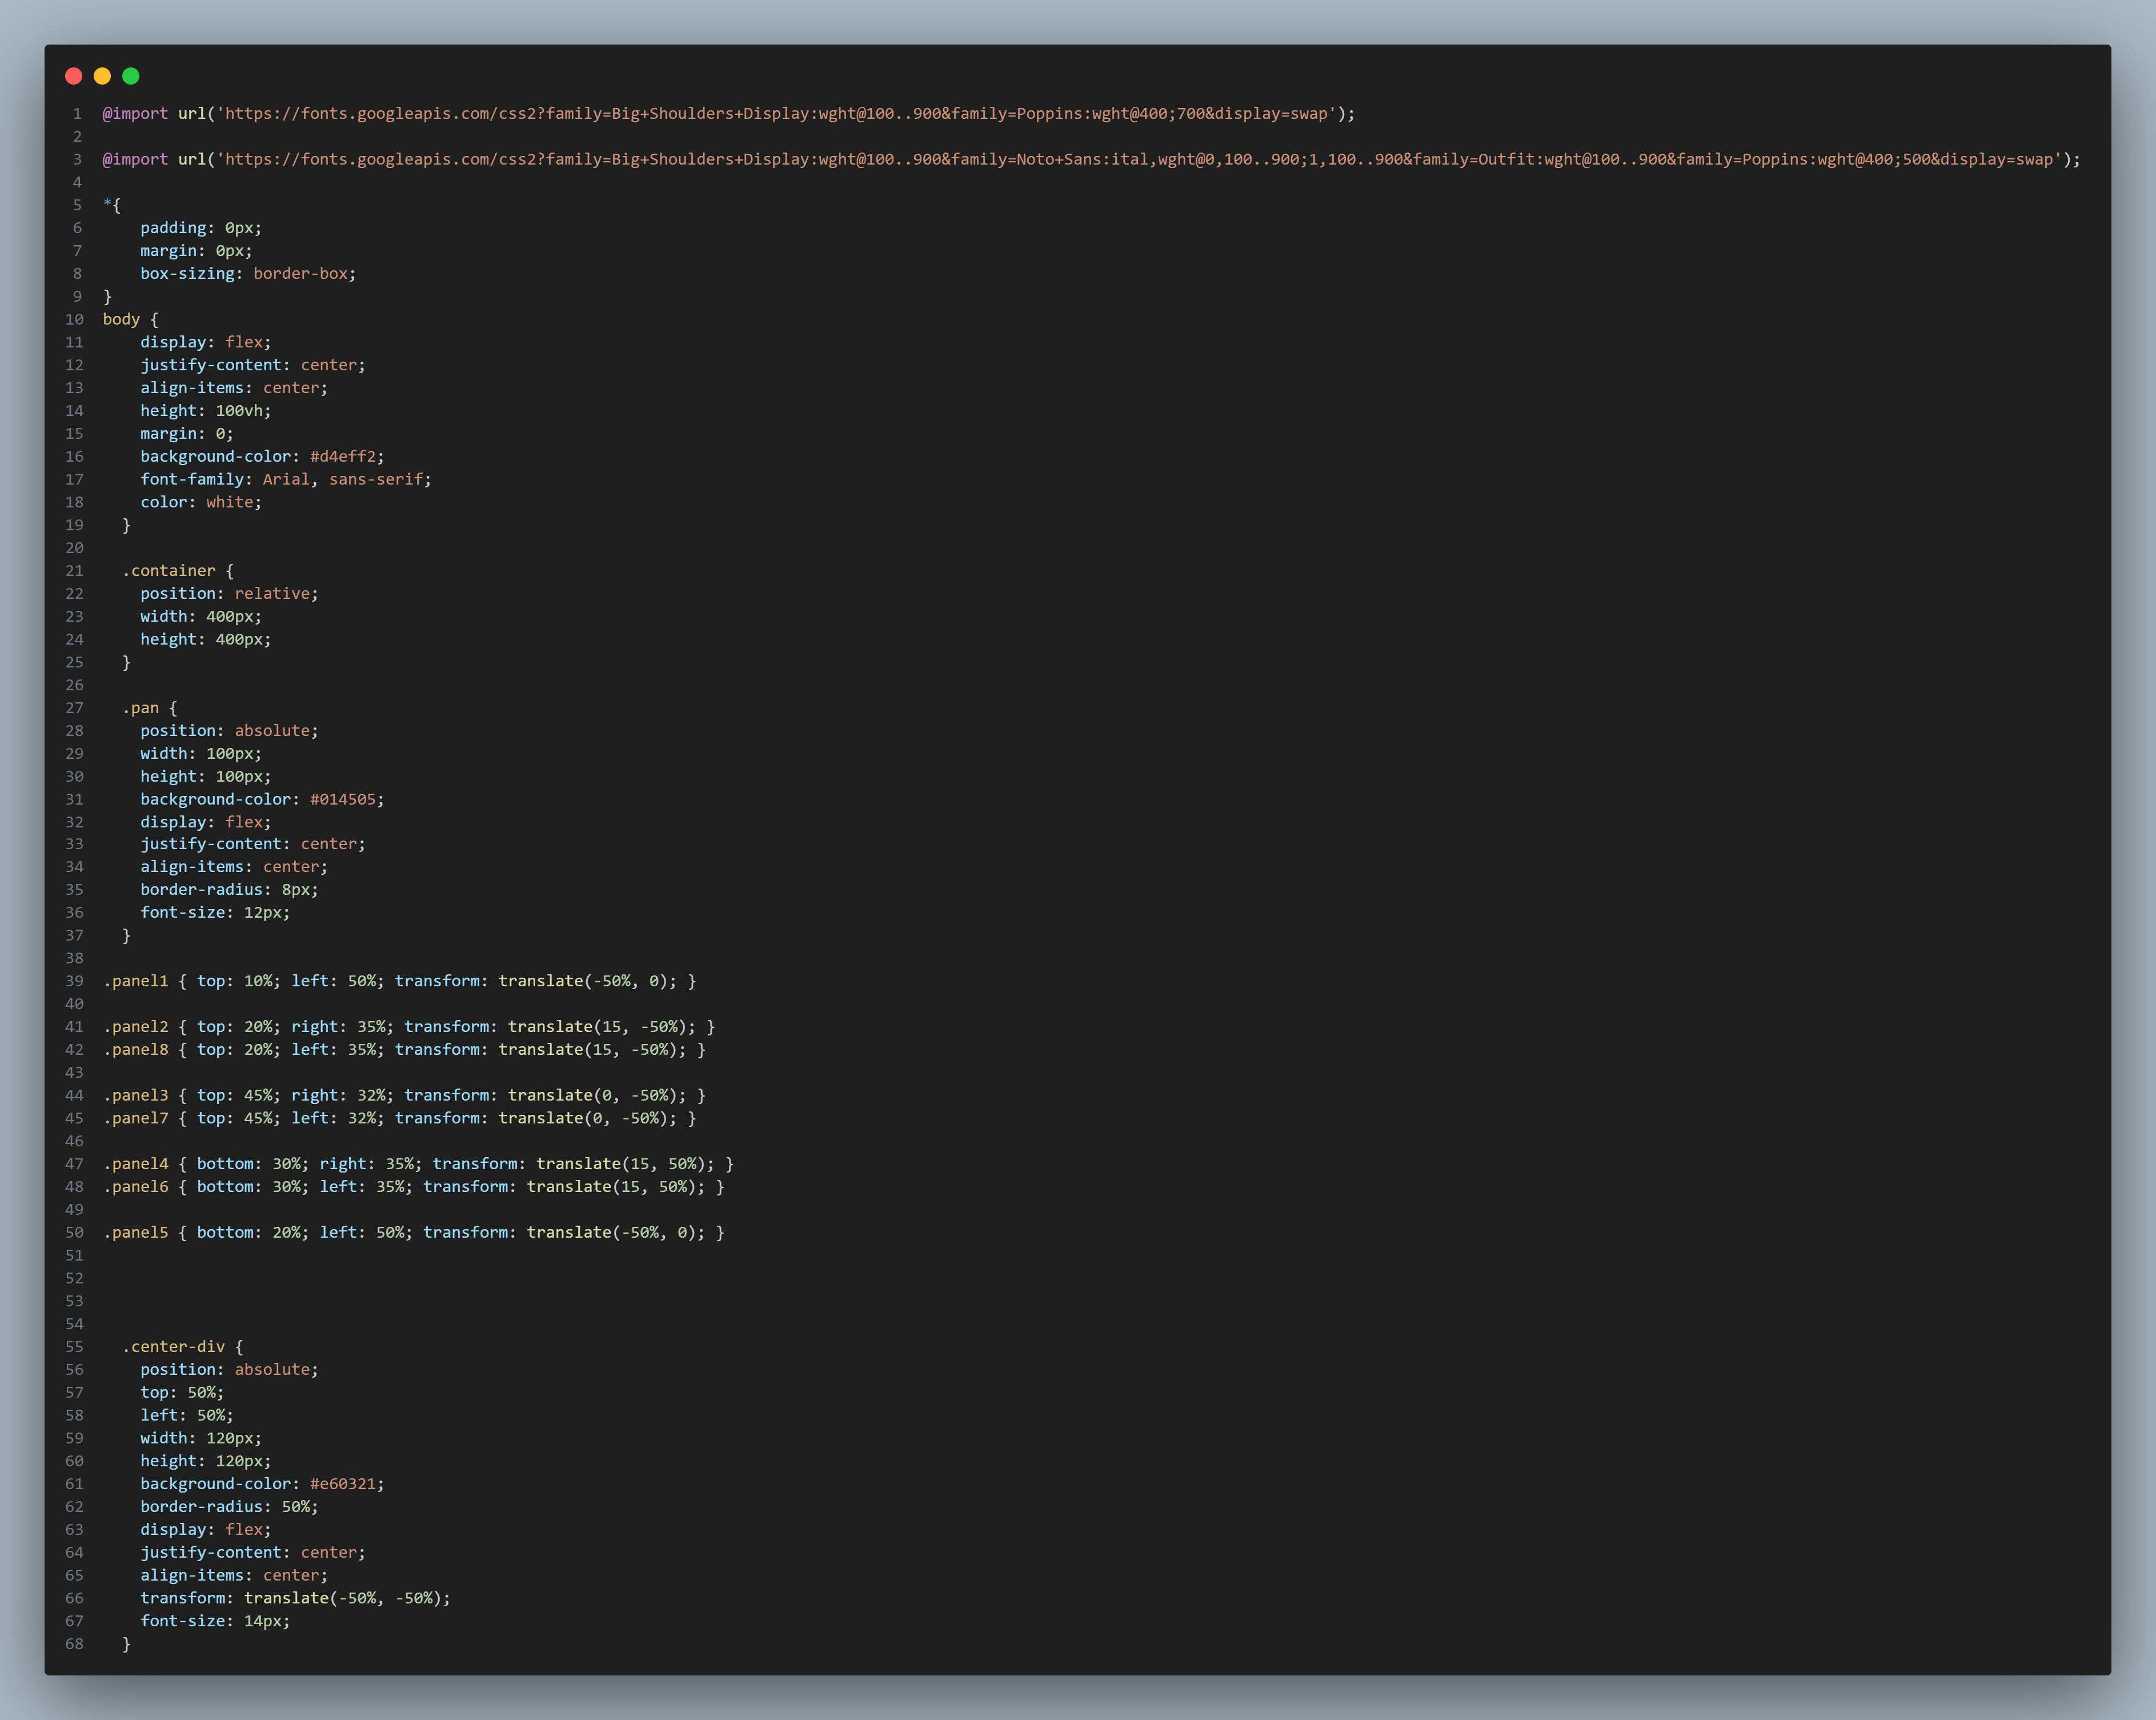 1 @import url('https://fonts.googleapis.com/css2?family=Big+Shoulders+Display:wght@100..900&family=Poppins:wght@400;700&display=swap');
2
3 @import url('https://fonts.googleapis.com/css2?family=Big+Shoulders+Display:wght@100..900&family=Noto+Sans:ital,wght@0,100..900;1,100..900&family=Outfit:wght@100..900&family=Poppins:wght@400;500&display=swap');
4
5 *{
6     padding: 0px;
7     margin: 0px;
8     box-sizing: border-box;
9 }
10 body {
11     display: flex;
12     justify-content: center;
13     align-items: center;
14     height: 100vh;
15     margin: 0;
16     background-color: #d4eff2;
17     font-family: Arial, sans-serif;
18     color: white;
19   }
20
21   .container {
22     position: relative;
23     width: 400px;
24     height: 400px;
25   }
26
27   .pan {
28     position: absolute;
29     width: 100px;
30     height: 100px;
31     background-color: #014505;
32     display: flex;
33     justify-content: center;
34     align-items: center;
35     border-radius: 8px;
36     font-size: 12px;
37   }
38
39 .panel1 { top: 10%; left: 50%; transform: translate(-50%, 0); }
40
41 .panel2 { top: 20%; right: 35%; transform: translate(15, -50%); }
42 .panel8 { top: 20%; left: 35%; transform: translate(15, -50%); }
43
44 .panel3 { top: 45%; right: 32%; transform: translate(0, -50%); }
45 .panel7 { top: 45%; left: 32%; transform: translate(0, -50%); }
46
47 .panel4 { bottom: 30%; right: 35%; transform: translate(15, 50%); }
48 .panel6 { bottom: 30%; left: 35%; transform: translate(15, 50%); }
49
50 .panel5 { bottom: 20%; left: 50%; transform: translate(-50%, 0); }
51
52
53
54
55   .center-div {
56     position: absolute;
57     top: 50%;
58     left: 50%;
59     width: 120px;
60     height: 120px;
61     background-color: #e60321;
62     border-radius: 50%;
63     display: flex;
64     justify-content: center;
65     align-items: center;
66     transform: translate(-50%, -50%);
67     font-size: 14px;
68   }